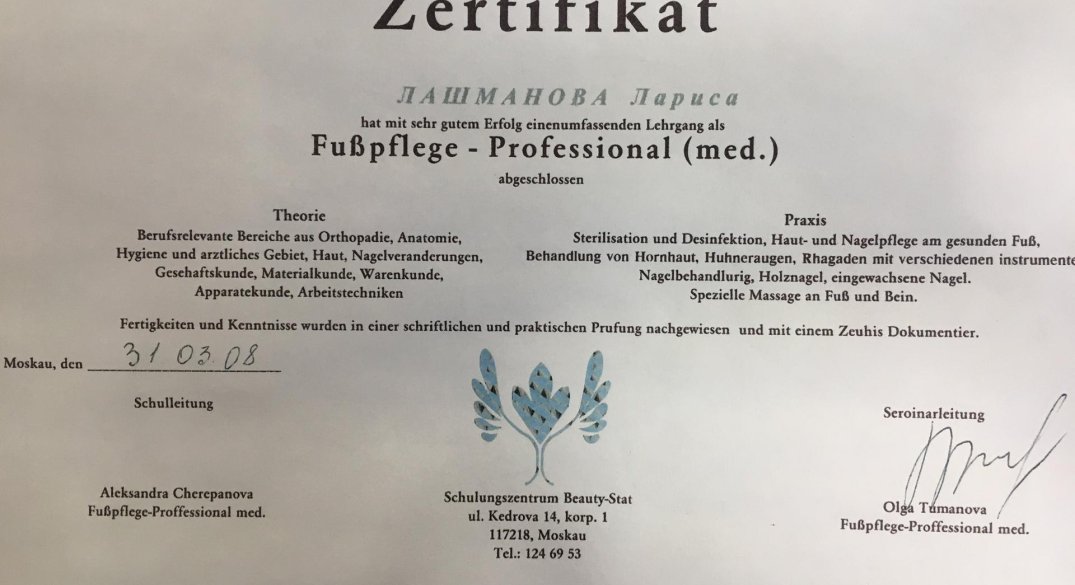 Zertifikat
ЛАШМАНОВА Лариса
hat mit sehr gutem Erfolg einenumfassenden Lehrgang als
Fußpflege - Professional (med.)
abgeschlossen
Theorie
Berufsrelevante Bereiche aus Orthopadie, Anatomie,
Hygiene und arztliches Gebiet, Haut, Nagelveranderungen,
Geschaftskunde, Materialkunde, Warenkunde,
Apparatekunde, Arbeitstechniken
Praxis
Sterilisation und Desinfektion, Haut- und Nagelpflege am gesunden Fuß,
Behandlung von Hornhaut, Huhneraugen, Rhagaden mit verschiedenen instrumente
Nagelbehandlurig, Holznagel, eingewachsene Nagel.
Spezielle Massage an Fuß und Bein.
Fertigkeiten und Kenntnisse wurden in einer schriftlichen und praktischen Prufung nachgewiesen und mit einem Zeuhis Dokumentier.
Moskau, den 31 03. 08
Schulleitung
Seroinarleitung
Aleksandra Cherepanova
Fußpflege-Proffessional med.
Schulungszentrum Beauty-Stat
ul. Kedrova 14, korp. 1
117218, Moskau
Tel.: 124 69 53
Olga Tumanova
Fußpflege-Proffessional med.